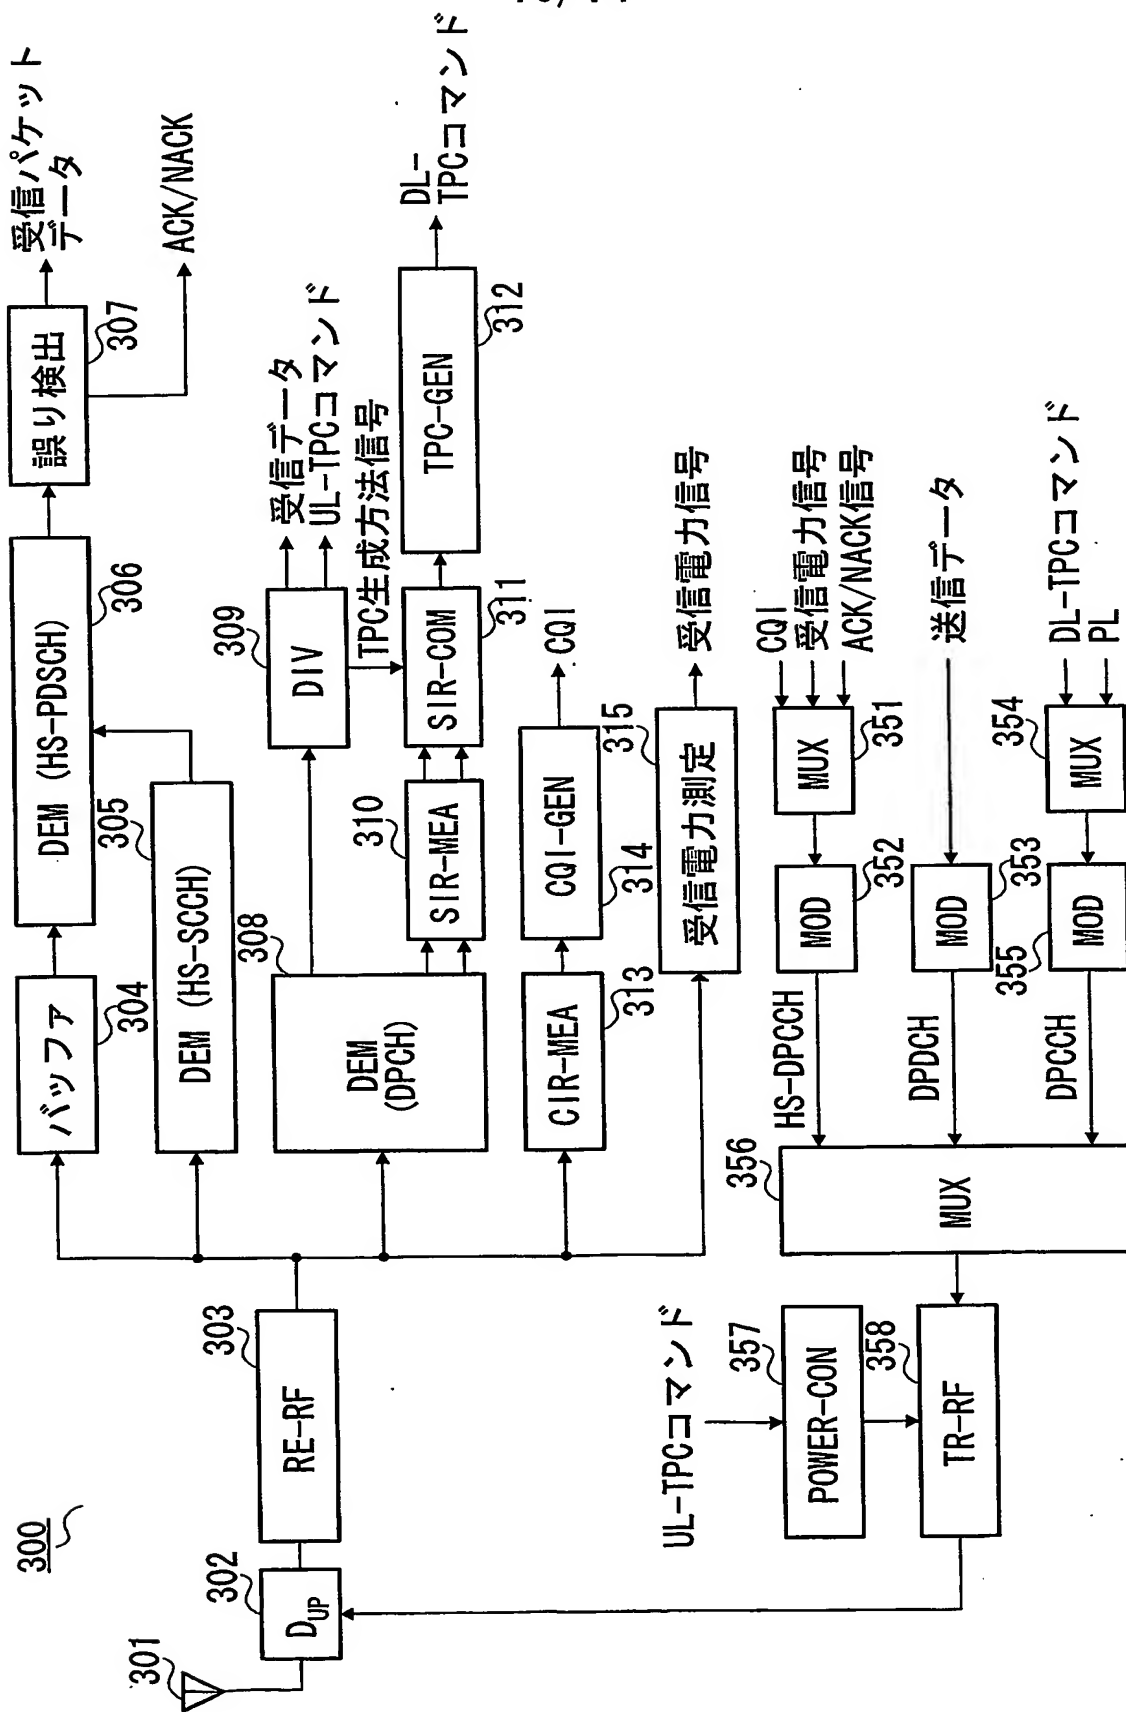 300
301
302
D_UP
303
RE-RF
バッファ
304
DEM (HS-PDSCH)
306
誤り検出
307
受信パケット
データ
ACK/NACK
305
DEM (HS-SCCH)
308
DEM
(DPCH)
309
DIV
受信データ
UL-TPCコマンド
TPC生成方法信号
310
SIR-MEA
311
SIR-COM
TPC-GEN
312
DL-
TPCコマンド
CIR-MEA
313
CQI-GEN
314
CQI
315
受信電力測定
受信電力信号
CQI
受信電力信号
ACK/NACK信号
MUX
351
MOD
352
HS-DPCCH
送信データ
MOD
353
DPDCH
DL-TPCコマンド
PL
354
MUX
355
MOD
DPCCH
356
MUX
UL-TPCコマンド
357
POWER-CON
358
TR-RF